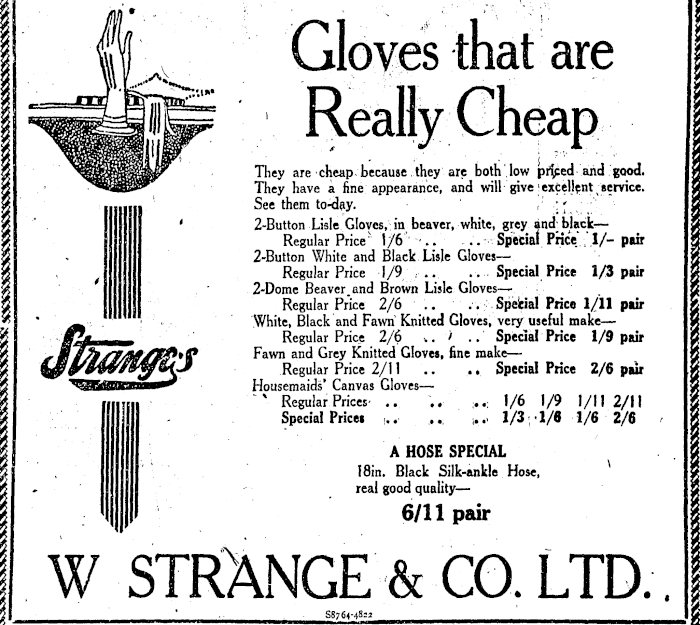 Gloves that are
Really Cheap
They are cheap because they are both low priced and good.
They have a fine appearance, and will give excellent service.
See them to-day.
2-Button Lisle Gloves, in beaver, white, grey and black—
Regular Price 1/6 .. .. Special Price 1/- pair
2-Button White and Black Lisle Gloves—
Regular Price 1/9 .. .. Special Price 1/3 pair
2-Dome Beaver and Brown Lisle Gloves—
Regular Price 2/6 .. .. Special Price 1/11 pair
White, Black and Fawn Knitted Gloves, very useful make—
Regular Price 2/6 .. .. Special Price 1/9 pair
Fawn and Grey Knitted Gloves, fine make—
Regular Price 2/11 .. .. Special Price 2/6 pair
Housemaids' Canvas Gloves—
Regular Prices .. .. .. 1/6 1/9 1/11 2/11
Special Prices .. .. .. 1/3 1/6 1/6 2/6
Strange's
A HOSE SPECIAL
18in. Black Silk-ankle Hose,
real good quality—
6/11 pair
W STRANGE & CO. LTD.
S8764-4822